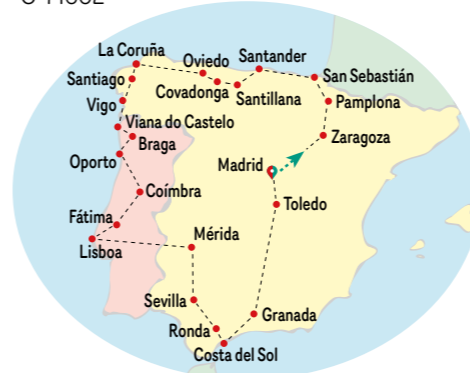 La Coruña
Oviedo
Santander
San Sebastián
Santiago
Covadonga
Santillana
Pamplona
Vigo
Viana do Castelo
Braga
Zaragoza
Oporto
Madrid
Coímbra
Toledo
Fátima
Lisboa
Mérida
Sevilla
Granada
Ronda
Costa del Sol